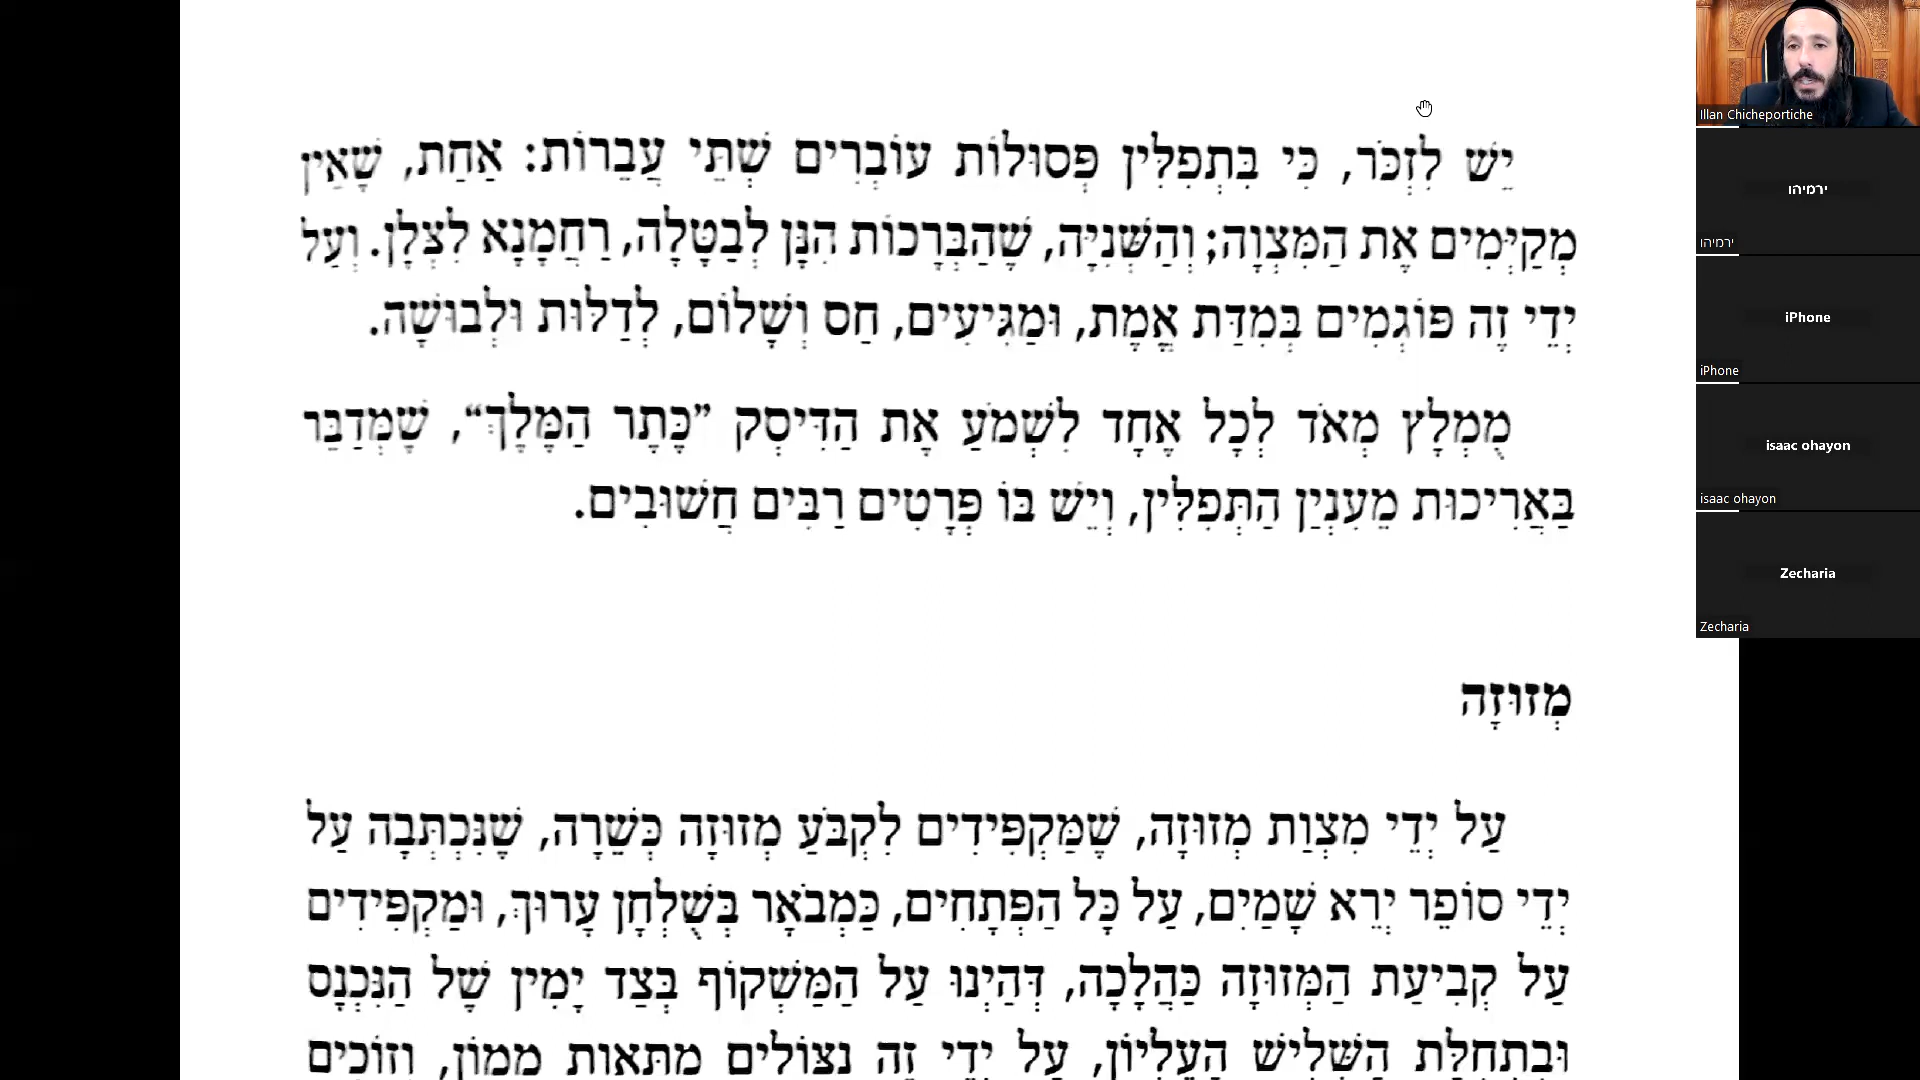 יֵשׁ לִזְכֹּר, כִּי בִּתְפִלִּין פְּסוּלוֹת עוֹבְרִים שְׁתֵּי עֲבֵרוֹת: אַחַת, שֶׁאֵין
מְקַיְּמִים אֶת הַמִּצְוָה; וְהַשְּׁנִיָּה, שֶׁהַבְּרָכוֹת הִנָּן לְבַטָּלָה, רַחֲמָנָא לִצְלָן. וְעַל
יְדֵי זֶה פּוֹגְמִים בְּמִדַּת אֱמֶת, וּמַגִּיעִים, חַס וְשָׁלוֹם, לְדַלּוּת וּלְבוּשָׁה.
מֻמְלָץ מְאֹד לְכָל אֶחָד לִשְׁמֹעַ אֶת הַדִּיסְק ”כֶּתֶר הַמֶּלֶךְ“, שֶׁמְּדַבֵּר
בַּאֲרִיכוּת מֵעִנְיַן הַתְּפִלִּין, וְיֵשׁ בּוֹ פְּרָטִים רַבִּים חֲשׁוּבִים.
מְזוּזָה
עַל יְדֵי מִצְוַת מְזוּזָה, שֶׁמַּקְפִּידִים לִקְבֹּעַ מְזוּזָה כְּשֵׁרָה, שֶׁנִּכְתְּבָה עַל
יְדֵי סוֹפֵר יְרֵא שָׁמַיִם, עַל כָּל הַפְּתָחִים, כַּמְבֹאָר בְּשֻׁלְחָן עָרוּךְ, וּמַקְפִּידִים
עַל קְבִיעַת הַמְּזוּזָה כַּהֲלָכָה, דְּהַיְנוּ עַל הַמַּשְׁקוֹף בְּצַד יָמִין שֶׁל הַנִּכְנָס
וּבִתְחִלַּת הַשְּׁלִישׁ הָעֶלְיוֹן, עַל יְדֵי זֶה נִצּוֹלִים מִתַּאֲוַת מָמוֹן, וְזוֹכִים
Illan Chicheportiche
ירמיהו
ירמיהו
iPhone
iPhone
isaac ohayon
isaac ohayon
Zecharia
Zecharia